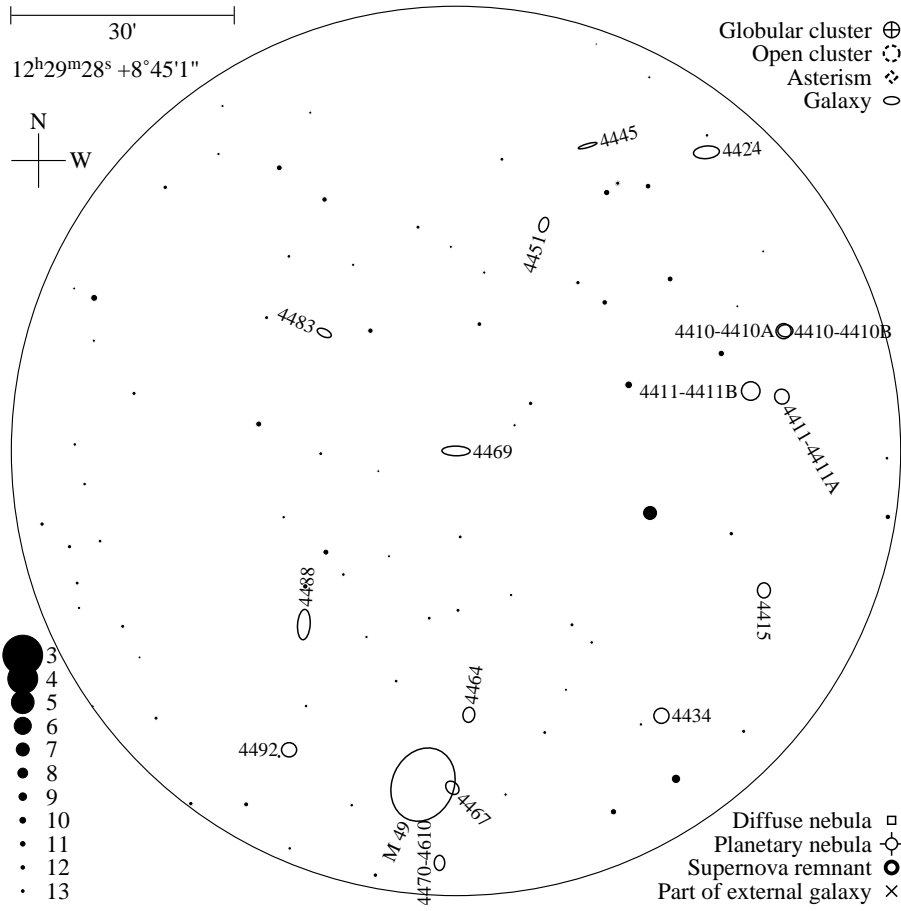 30'
12ʰ29ᵐ28ˢ +8°45'1"
N
W
Globular cluster
Open cluster
Asterism
Galaxy
4445
4424
4451
4483
4410-4410A
4410-4410B
4411-4411B
4411-4411A
4469
4488
4415
4464
4434
4492
4467
M 49
4470-4610
3
4
5
6
7
8
9
10
11
12
13
Diffuse nebula
Planetary nebula
Supernova remnant
Part of external galaxy